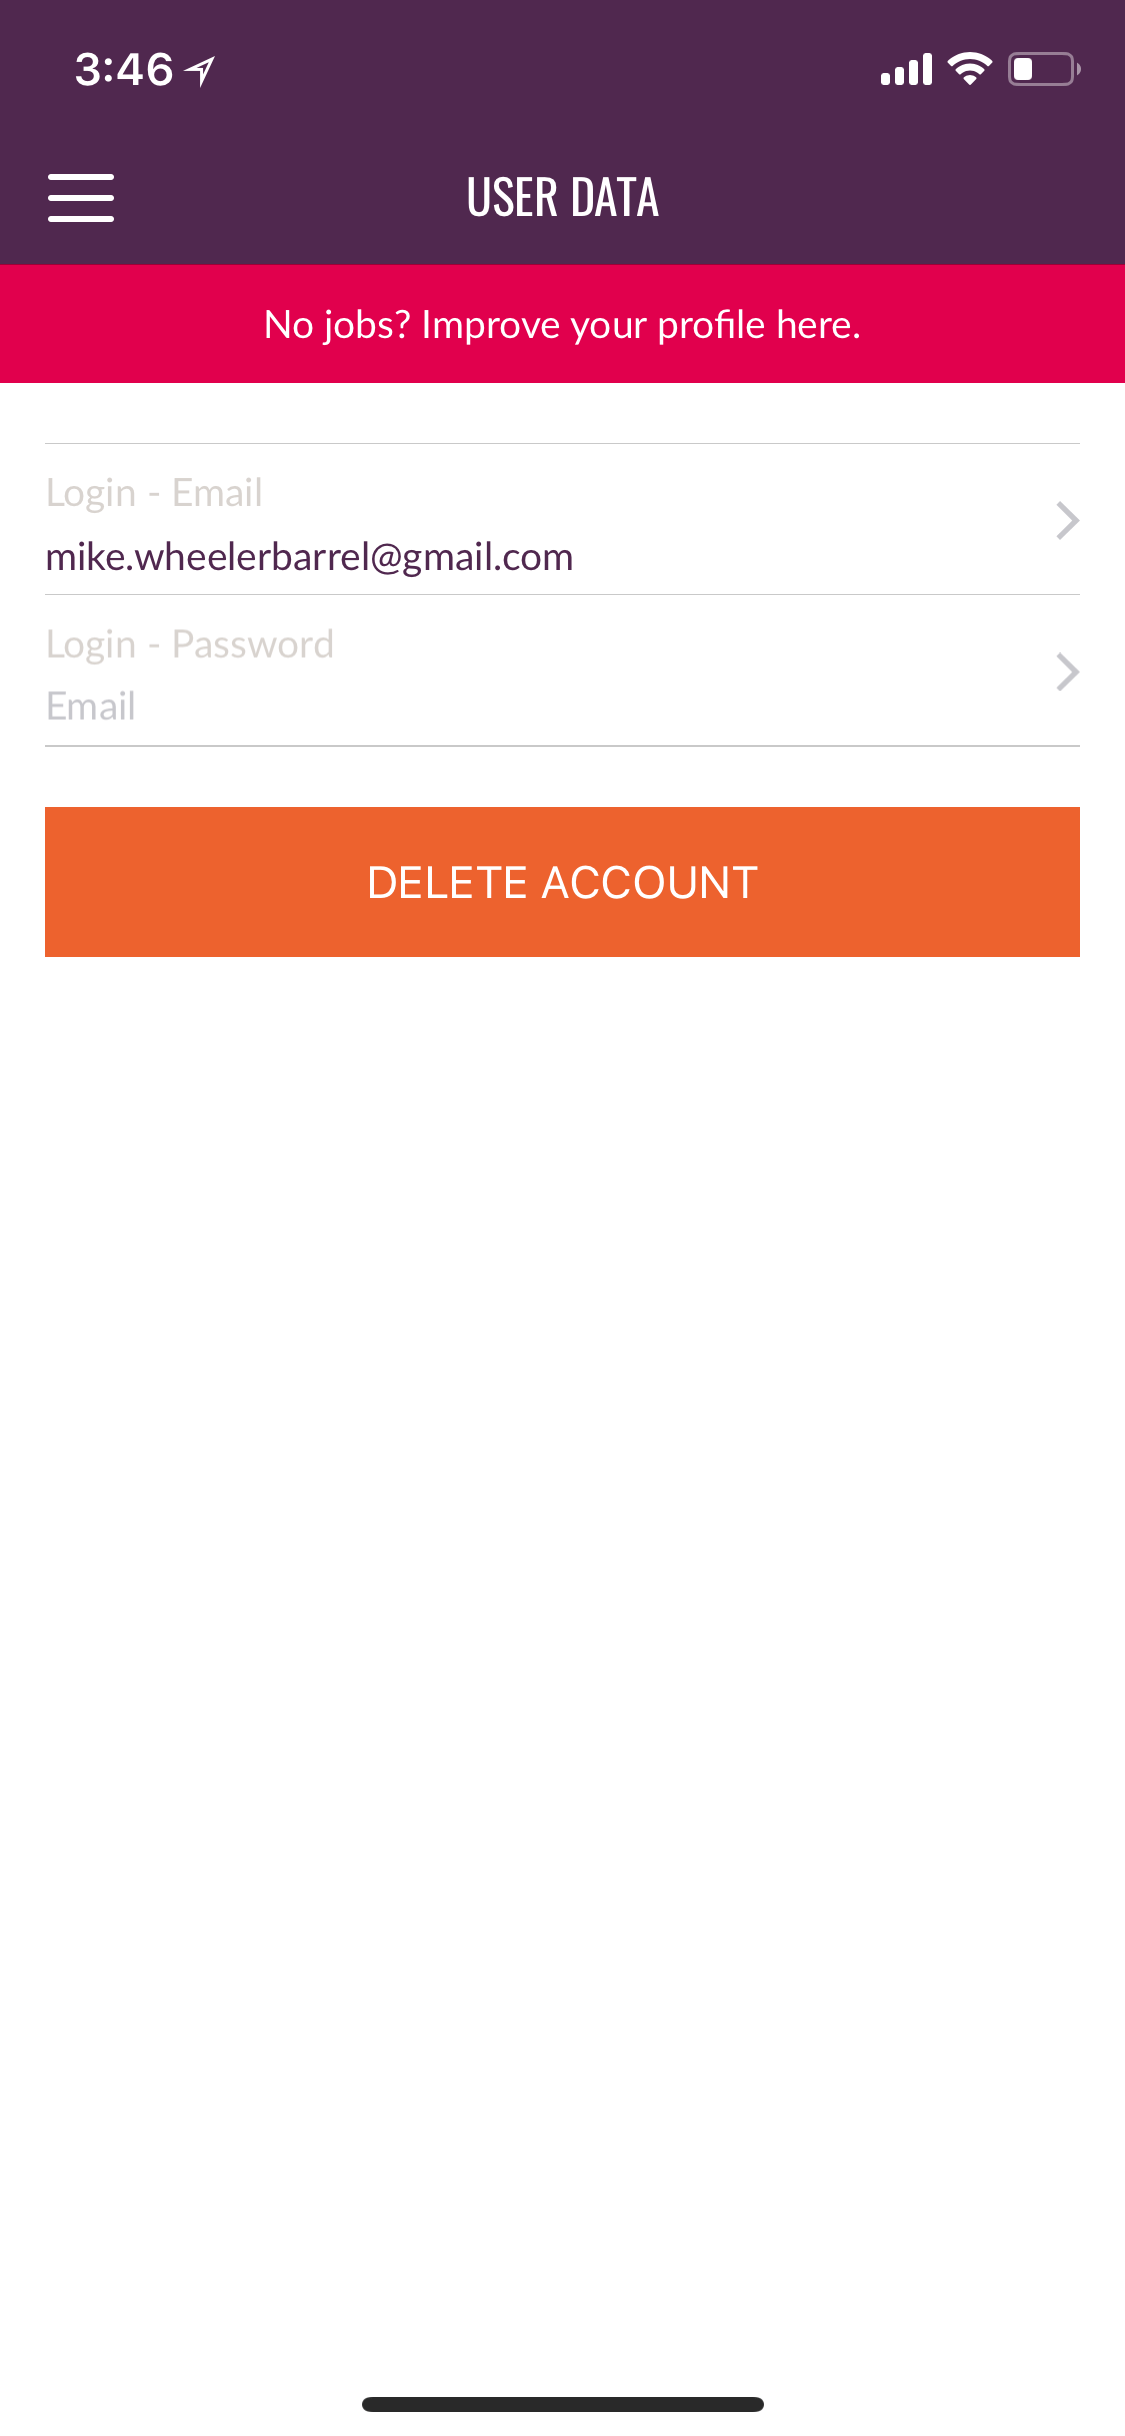 3:46
USER DATA
No jobs? Improve your profile here.
Login - Email
mike.wheelerbarrel@gmail.com
Login - Password
Email
DELETE ACCOUNT